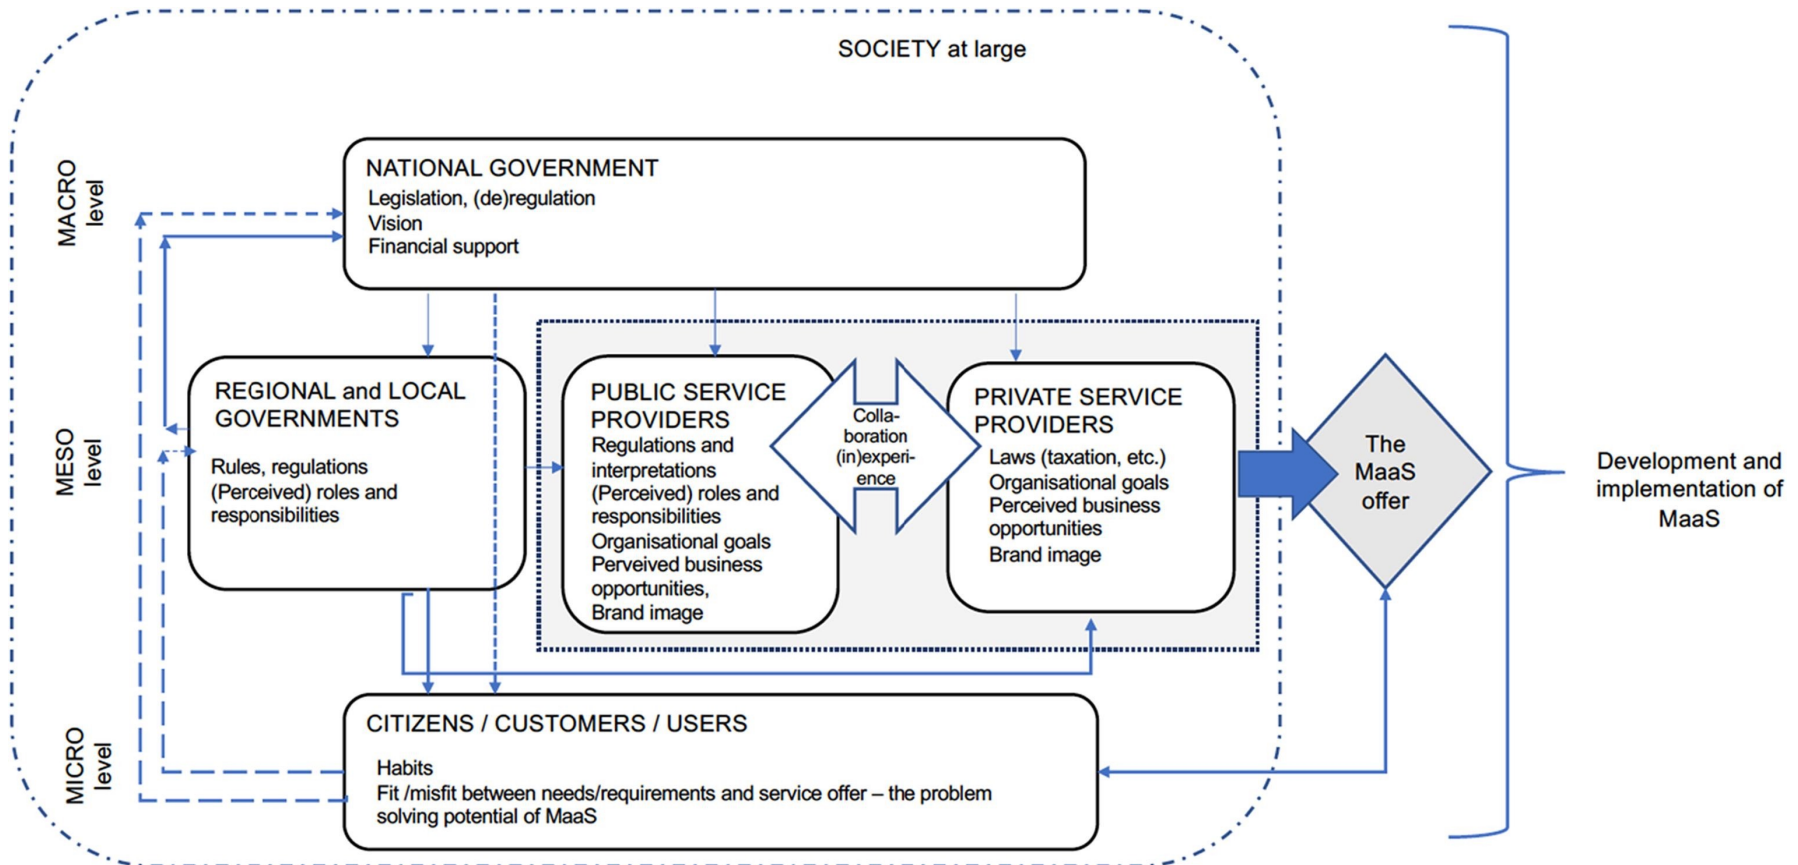 SOCIETY at large
MACRO
level
NATIONAL GOVERNMENT
Legislation, (de)regulation
Vision
Financial support
MESO
level
REGIONAL and LOCAL
GOVERNMENTS
Rules, regulations
(Perceived) roles and
responsibilities
PUBLIC SERVICE
PROVIDERS
Regulations and
interpretations
(Perceived) roles and
responsibilities
Organisational goals
Perveived business
opportunities,
Brand image
Colla-
boration
(in)experi-
ence
PRIVATE SERVICE
PROVIDERS
Laws (taxation, etc.)
Organisational goals
Perceived business
opportunities
Brand image
The
MaaS
offer
Development and
implementation of
MaaS
MICRO
level
CITIZENS / CUSTOMERS / USERS
Habits
Fit /misfit between needs/requirements and service offer – the problem
solving potential of MaaS